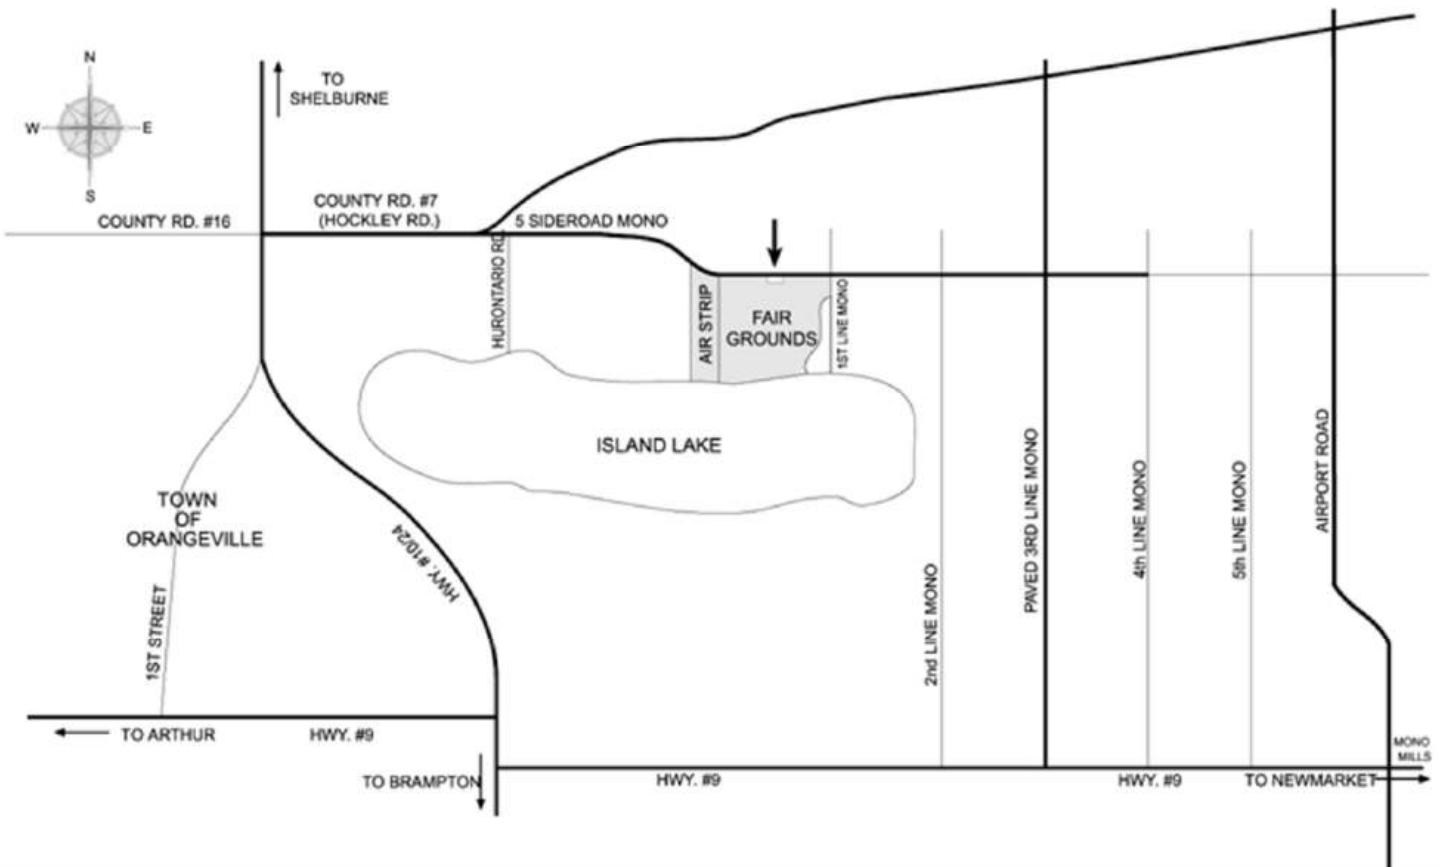 N
W
E
S
TO
SHELBURNE
COUNTY RD. #16
COUNTY RD. #7
(HOCKLEY RD.)
5 SIDEROAD MONO
HURONTARIO RD.
AIR STRIP
FAIR
GROUNDS
1ST LINE MONO
ISLAND LAKE
TOWN
OF
ORANGEVILLE
HWY. #10/24
1ST STREET
2nd LINE MONO
PAVED 3RD LINE MONO
4th LINE MONO
5th LINE MONO
AIRPORT ROAD
TO ARTHUR
HWY. #9
TO BRAMPTON
HWY. #9
HWY. #9
TO NEWMARKET
MONO
MILLS